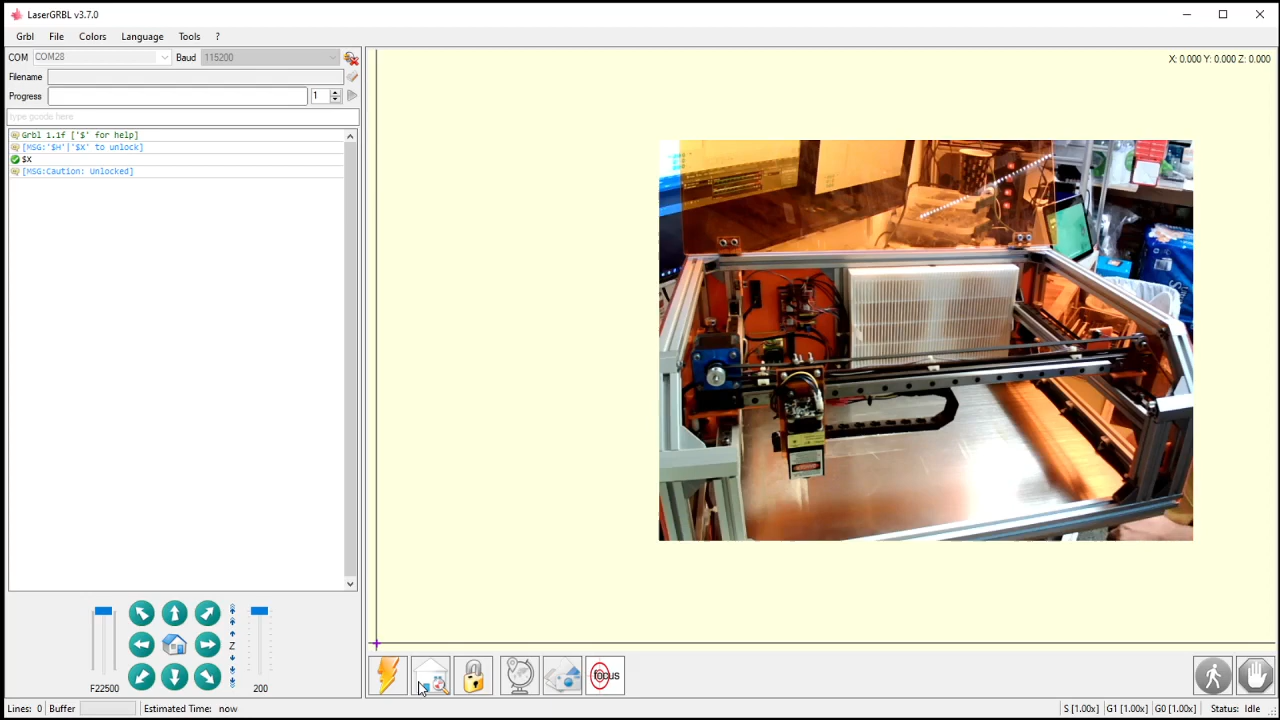 LaserGRBL v3.7.0
Grbl File Colors Language Tools ?
COM COM28 Baud 115200
Filename
Progress 1
type gcode here
Grbl 1.1f ['$' for help]
[MSG:'$H'|'$X' to unlock]
$X
[MSG:Caution: Unlocked]
X: 0.000 Y: 0.000 Z: 0.000
Z
F22500 200
focus
Lines: 0 Buffer Estimated Time: now S [1.00x] G1 [1.00x] G0 [1.00x] Status: Idle